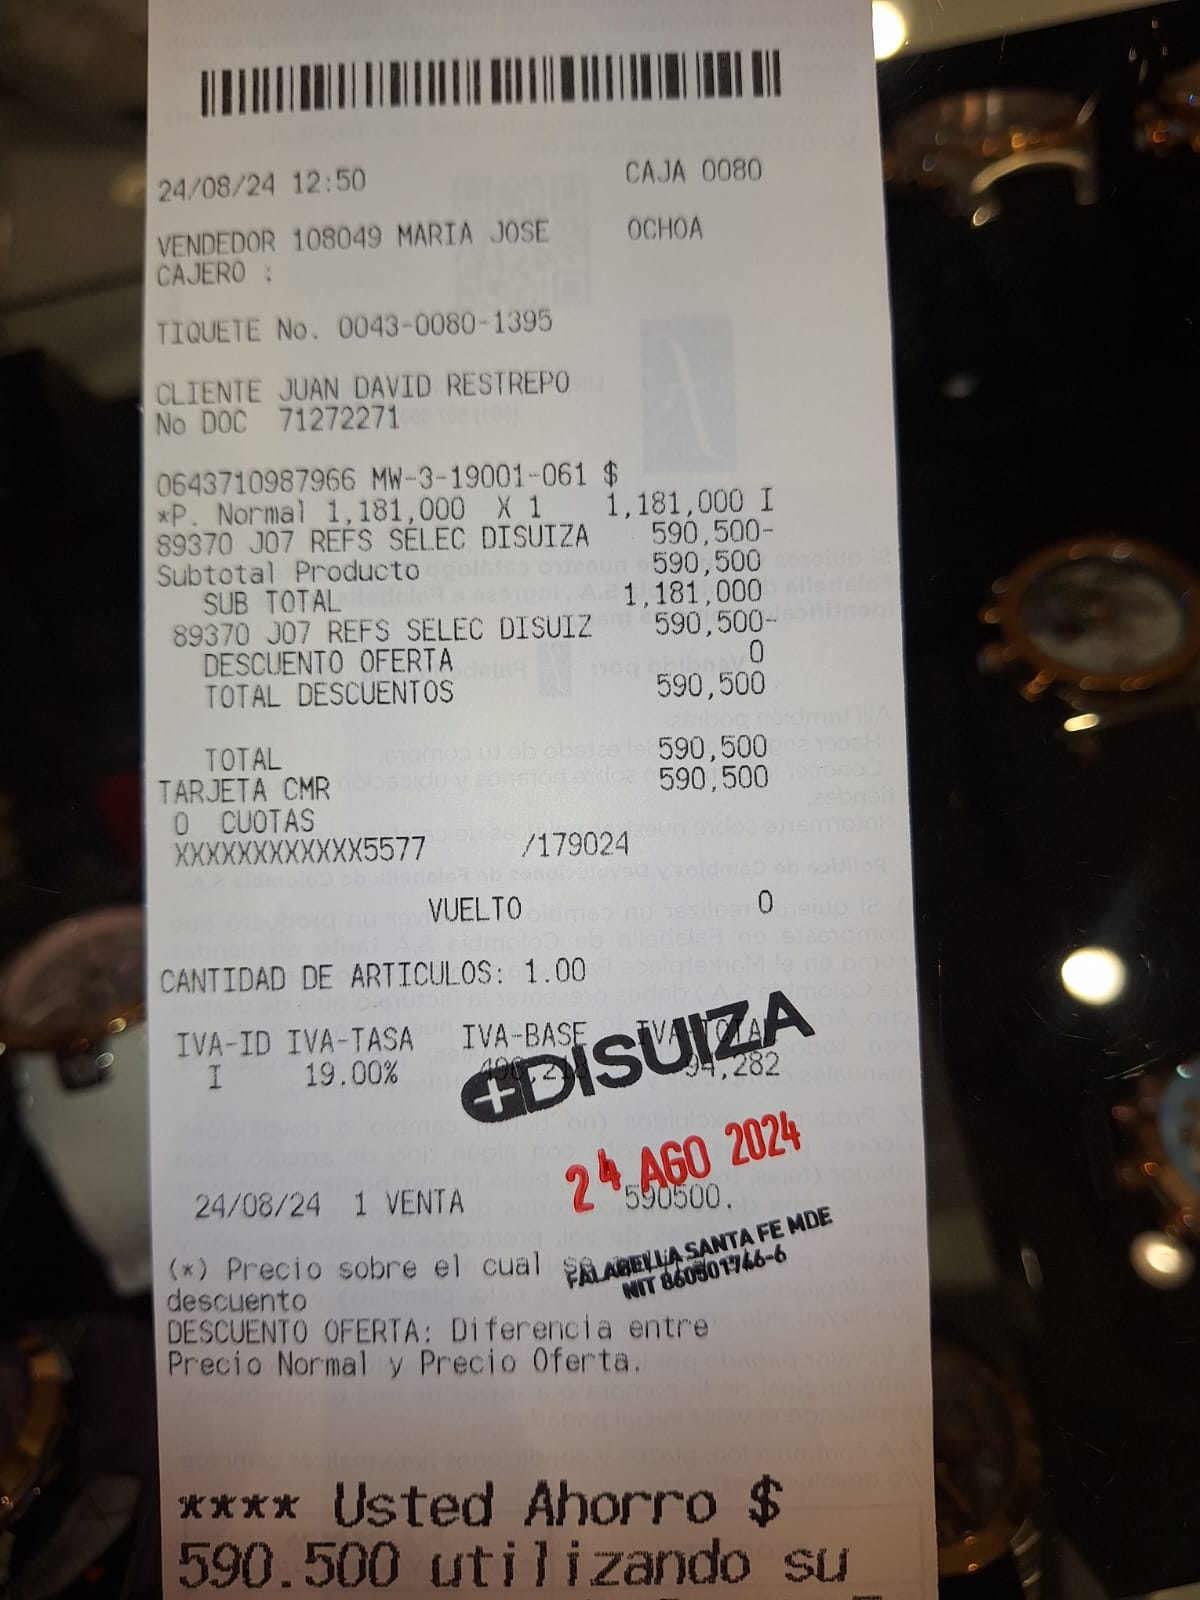 24/08/24 12:50 CAJA 0080
VENDEDOR 108049 MARIA JOSE OCHOA
CAJERO :
TIQUETE No. 0043-0080-1395
CLIENTE JUAN DAVID RESTREPO
No DOC 71272271
0643710987966 MW-3-19001-061 $
*P. Normal 1,181,000 X 1 1,181,000 I
89370 J07 REFS SELEC DISUIZA 590,500-
Subtotal Producto 590,500
SUB TOTAL 1,181,000
89370 J07 REFS SELEC DISUIZ 590,500-
DESCUENTO OFERTA 0
TOTAL DESCUENTOS 590,500
TOTAL 590,500
TARJETA CMR 590,500
0 CUOTAS
XXXXXXXXXXXX5577 /179024
VUELTO 0
CANTIDAD DE ARTICULOS: 1.00
IVA-ID IVA-TASA IVA-BASE IVA-TOTAL
I 19.00% 94,282
DISUIZA
24 AGO 2024
24/08/24 1 VENTA 590500.
FALABELLA SANTA FE MDE
NIT 860501766-6
(*) Precio sobre el cual
descuento
DESCUENTO OFERTA: Diferencia entre
Precio Normal y Precio Oferta.
**** Usted Ahorro $
590.500 utilizando su